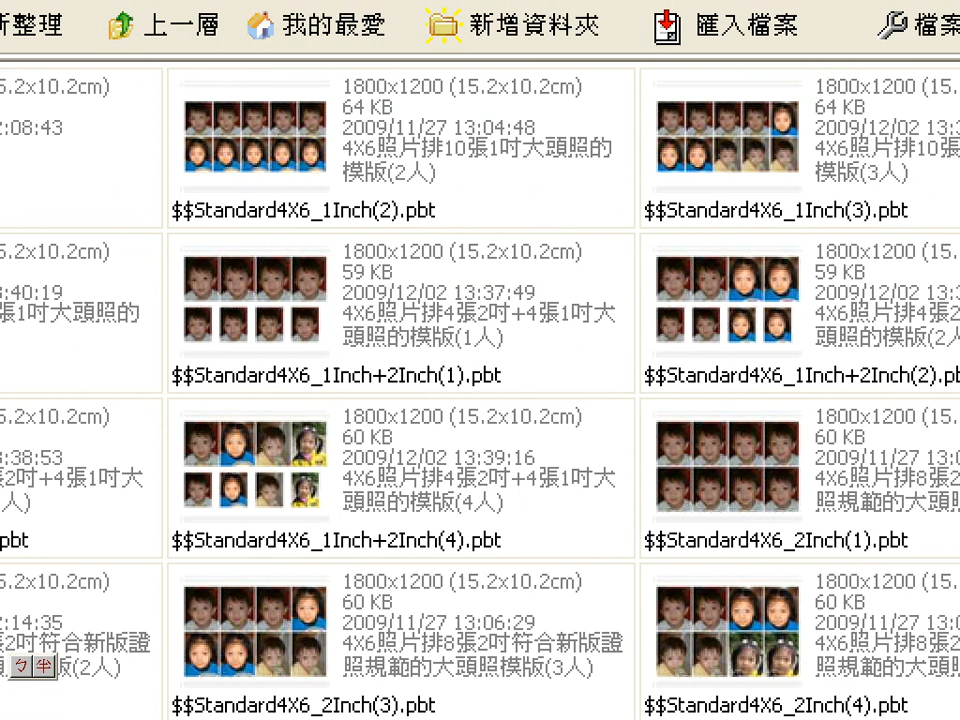 新整理 上一層 我的最愛 新增資料夾 匯入檔案 檔案
5.2x10.2cm)
2:08:43
1800x1200 (15.2x10.2cm)
64 KB
2009/11/27 13:04:48
4X6照片排10張1吋大頭照的
模版(2人)
$$Standard4X6_1Inch(2).pbt
1800x1200 (15.
64 KB
2009/12/02 13:3
4X6照片排10張
模版(3人)
$$Standard4X6_1Inch(3).pbt
5.2x10.2cm)
:40:19
張1吋大頭照的
1800x1200 (15.2x10.2cm)
59 KB
2009/12/02 13:37:49
4X6照片排4張2吋+4張1吋大
頭照的模版(1人)
$$Standard4X6_1Inch+2Inch(1).pbt
1800x1200 (15.
59 KB
2009/12/02 13:3
4X6照片排4張2
頭照的模版(2人
$$Standard4X6_1Inch+2Inch(2).pb
5.2x10.2cm)
:38:53
張2吋+4張1吋大
人)
pbt
1800x1200 (15.2x10.2cm)
60 KB
2009/12/02 13:39:16
4X6照片排4張2吋+4張1吋大
頭照的模版(4人)
$$Standard4X6_1Inch+2Inch(4).pbt
1800x1200 (15.
60 KB
2009/11/27 13:0
4X6照片排8張2
照規範的大頭
$$Standard4X6_2Inch(1).pbt
5.2x10.2cm)
2:14:35
張2吋符合新版證
版(2人)
ㄅ半
1800x1200 (15.2x10.2cm)
60 KB
2009/11/27 13:06:29
4X6照片排8張2吋符合新版證
照規範的大頭照模版(3人)
$$Standard4X6_2Inch(3).pbt
1800x1200 (15.
60 KB
2009/11/27 13:0
4X6照片排8張2
照規範的大頭照
$$Standard4X6_2Inch(4).pbt